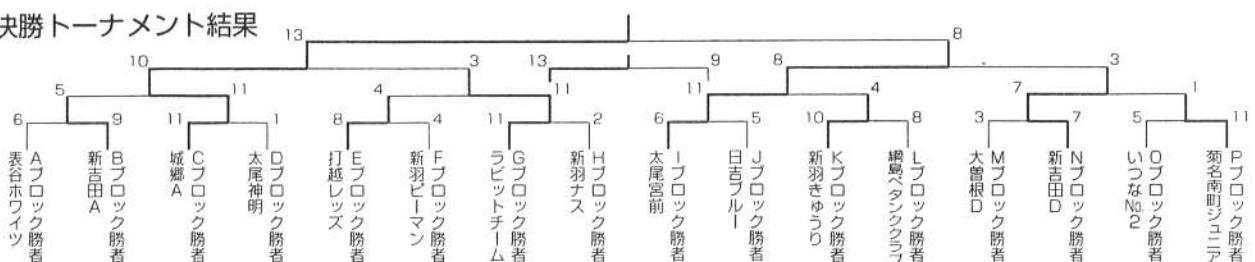 決勝トーナメント結果
13 8
10 3 13 9 8 3
5 11 4 11 11 4 7 1
6 9 11 1 8 4 11 2 6 5 10 8 3 7 5 11
Aブロック勝者
表谷ホワイツ
Bブロック勝者
新吉田A
Cブロック勝者
城郷A
Dブロック勝者
太尾神明
Eブロック勝者
打越レッズ
Fブロック勝者
新羽ピーマン
Gブロック勝者
ラビットチーム
Hブロック勝者
新羽ナス
Iブロック勝者
太尾宮前
Jブロック勝者
日吉ブルー
Kブロック勝者
新羽きゅうり
Lブロック勝者
綱島ペタンククラブ
Mブロック勝者
大曽根D
Nブロック勝者
新吉田D
Oブロック勝者
いつなNo.2
Pブロック勝者
菊名南町ジュニア